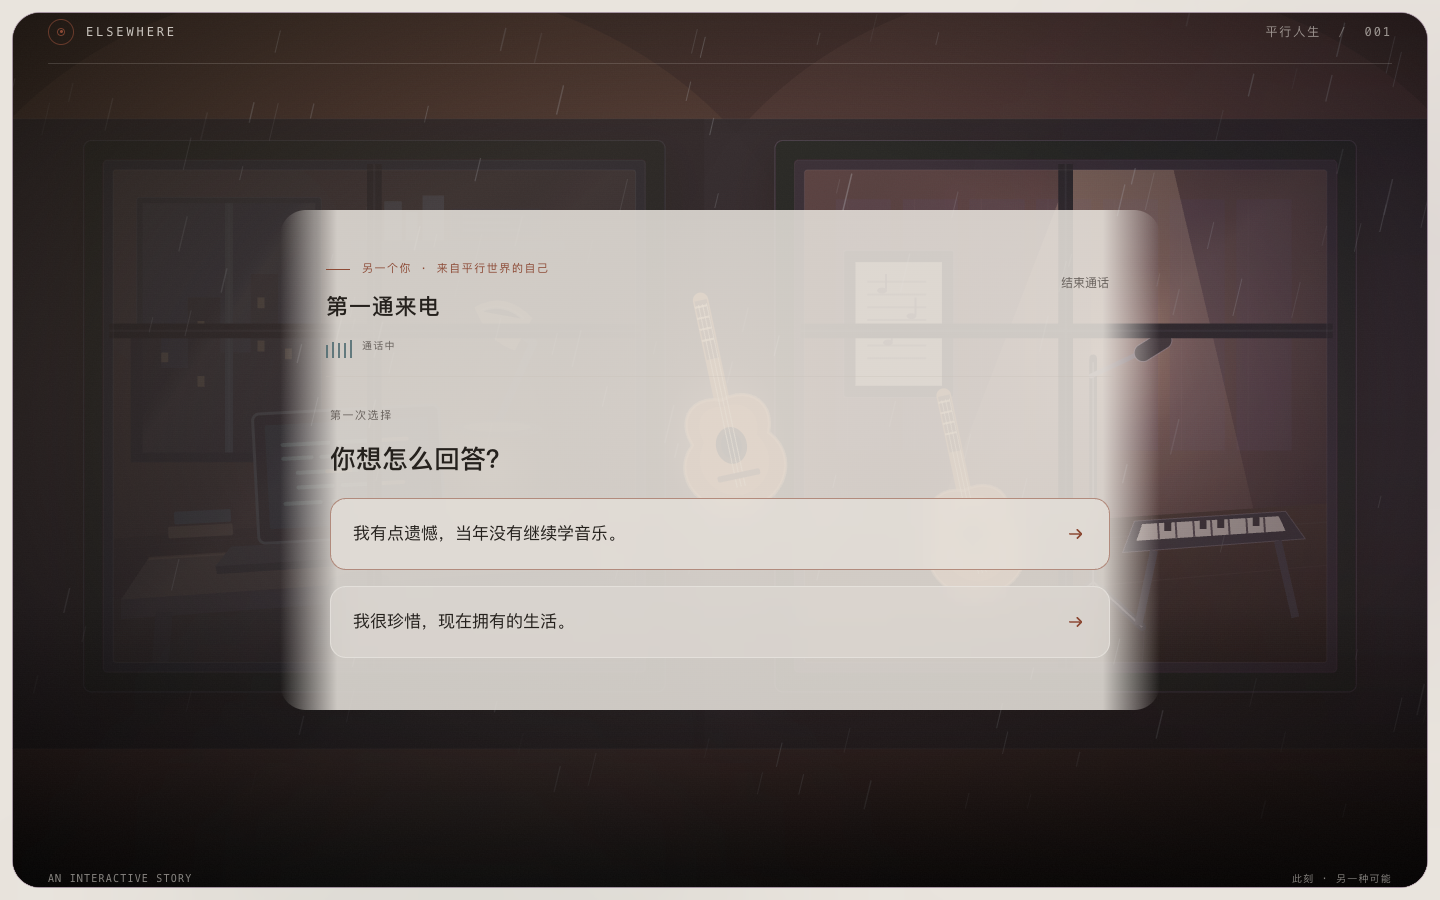 ELSEWHERE
平行人生 / 001
另一个你 · 来自平行世界的自己
第一通来电
结束通话
通话中
第一次选择
你想怎么回答?
我有点遗憾，当年没有继续学音乐。
我很珍惜，现在拥有的生活。
AN INTERACTIVE STORY
此刻 · 另一种可能